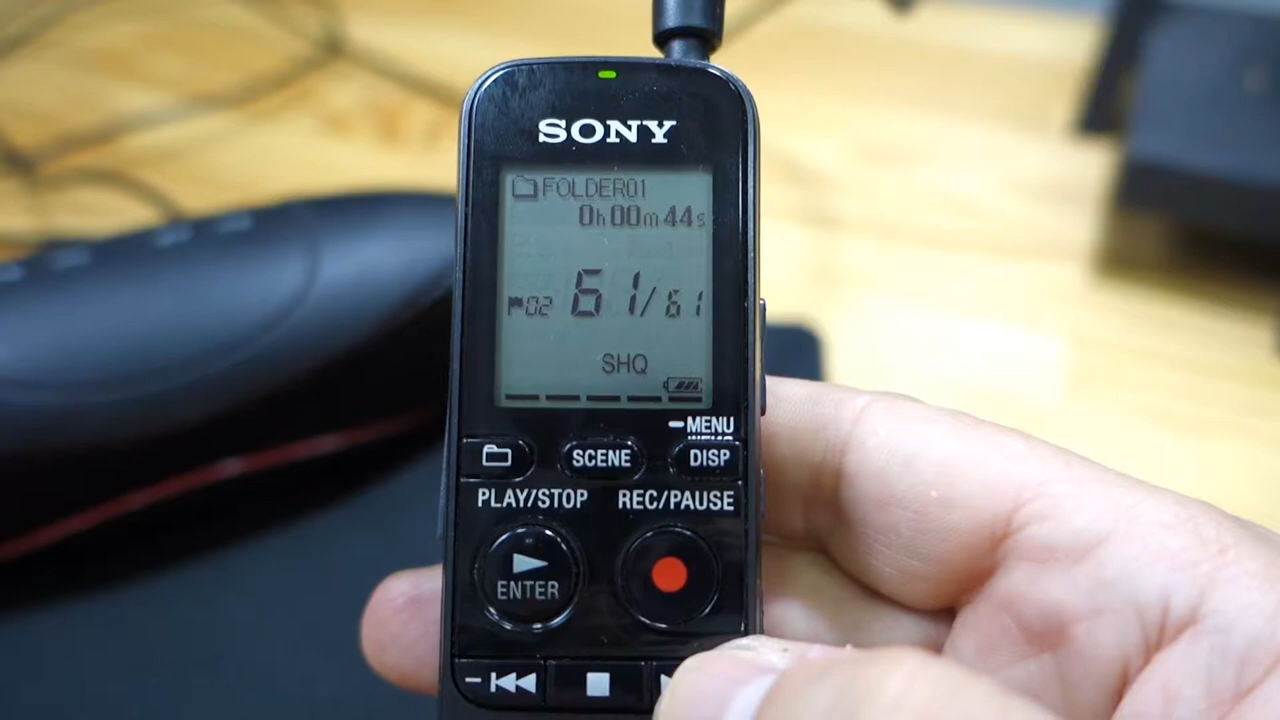 SONY
FOLDER01
0h00m44s
02 61/61
SHQ
MENU
SCENE
DISP
PLAY/STOP REC/PAUSE
ENTER